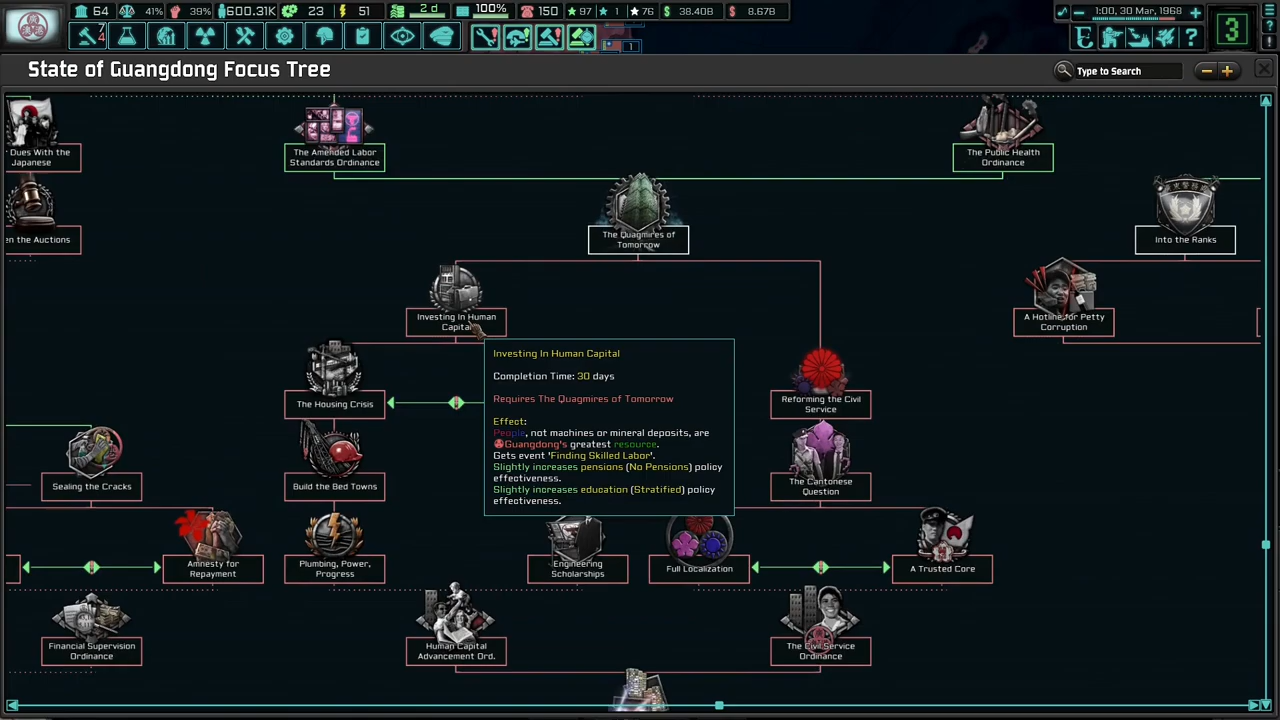 64 41% 39% 600.31K 23 51 2 d 100% 150 97 1 76 $ 38.40B $ 8.67B 1:00, 30 Mar, 1968
7
4
E
?
1
3
State of Guangdong Focus Tree
Type to Search
Dues With the
Japanese
The Amended Labor
Standards Ordinance
The Public Health
Ordinance
en the Auctions
The Quagmires of
Tomorrow
Into the Ranks
Investing In Human
Capital
A Hotline for Petty
Corruption
Investing In Human Capital
Completion Time: 30 days
Requires The Quagmires of Tomorrow
Effect:
People, not machines or mineral deposits, are
Guangdong's greatest resource.
Gets event 'Finding Skilled Labor'.
Slightly increases pensions (No Pensions) policy
effectiveness.
Slightly increases education (Stratified) policy
effectiveness.
The Housing Crisis
Reforming the Civil
Service
Sealing the Cracks
Build the Bed Towns
The Cantonese
Question
Amnesty for
Repayment
Plumbing, Power,
Progress
Engineering
Scholarships
Full Localization
A Trusted Core
Financial Supervision
Ordinance
Human Capital
Advancement Ord.
The Civil Service
Ordinance